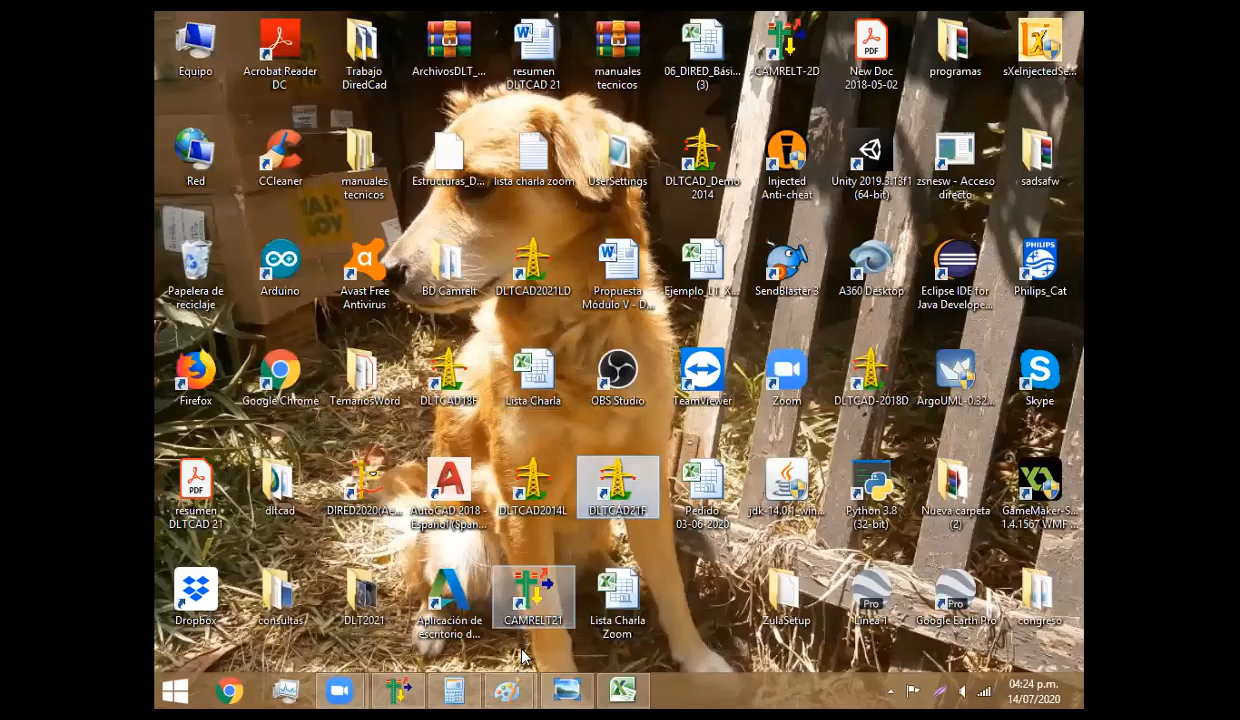 Equipo
Acrobat Reader DC
Trabajo DiredCad
ArchivosDLT_...
resumen DLTCAD 21
manuales tecnicos
06_DIRED_Bási... (3)
CAMRELT-2D
New Doc 2018-05-02
programas
sXeInjectedSe...
Red
CCleaner
manuales tecnicos
Estructuras_D...
lista charla zoom
UserSettings
DLTCAD_Demo 2014
Injected Anti-cheat
Unity 2019.3.13f1 (64-bit)
zsnesw - Acceso directo
sadsafw
Papelera de reciclaje
Arduino
Avast Free Antivirus
BD Camrelt
DLTCAD2021LD
Propuesta Módulo V - D...
Ejemplo_LT_X...
SendBlaster 3
A360 Desktop
Eclipse IDE for Java Develope...
Philips_Cat
Firefox
Google Chrome
TemariosWord
DLTCAD18F
Lista Charla
OBS Studio
TeamViewer
Zoom
DLTCAD-2018D
ArgoUML-0.32...
Skype
resumen DLTCAD 21
dltcad
DIRED2020(Ae...
AutoCAD 2018 - Español (Span...
DLTCAD2014L
DLTCAD21F
Pedido 03-06-2020
jdk-14.0.1_win...
Python 3.8 (32-bit)
Nueva carpeta (2)
GameMaker-S... 1.4.1567 WMF...
Dropbox
consultas
DLT2021
Aplicación de escritorio d...
CAMRELT21
Lista Charla Zoom
ZulaSetup
Linea 1
Google Earth Pro
congreso
04:24 p.m.
14/07/2020